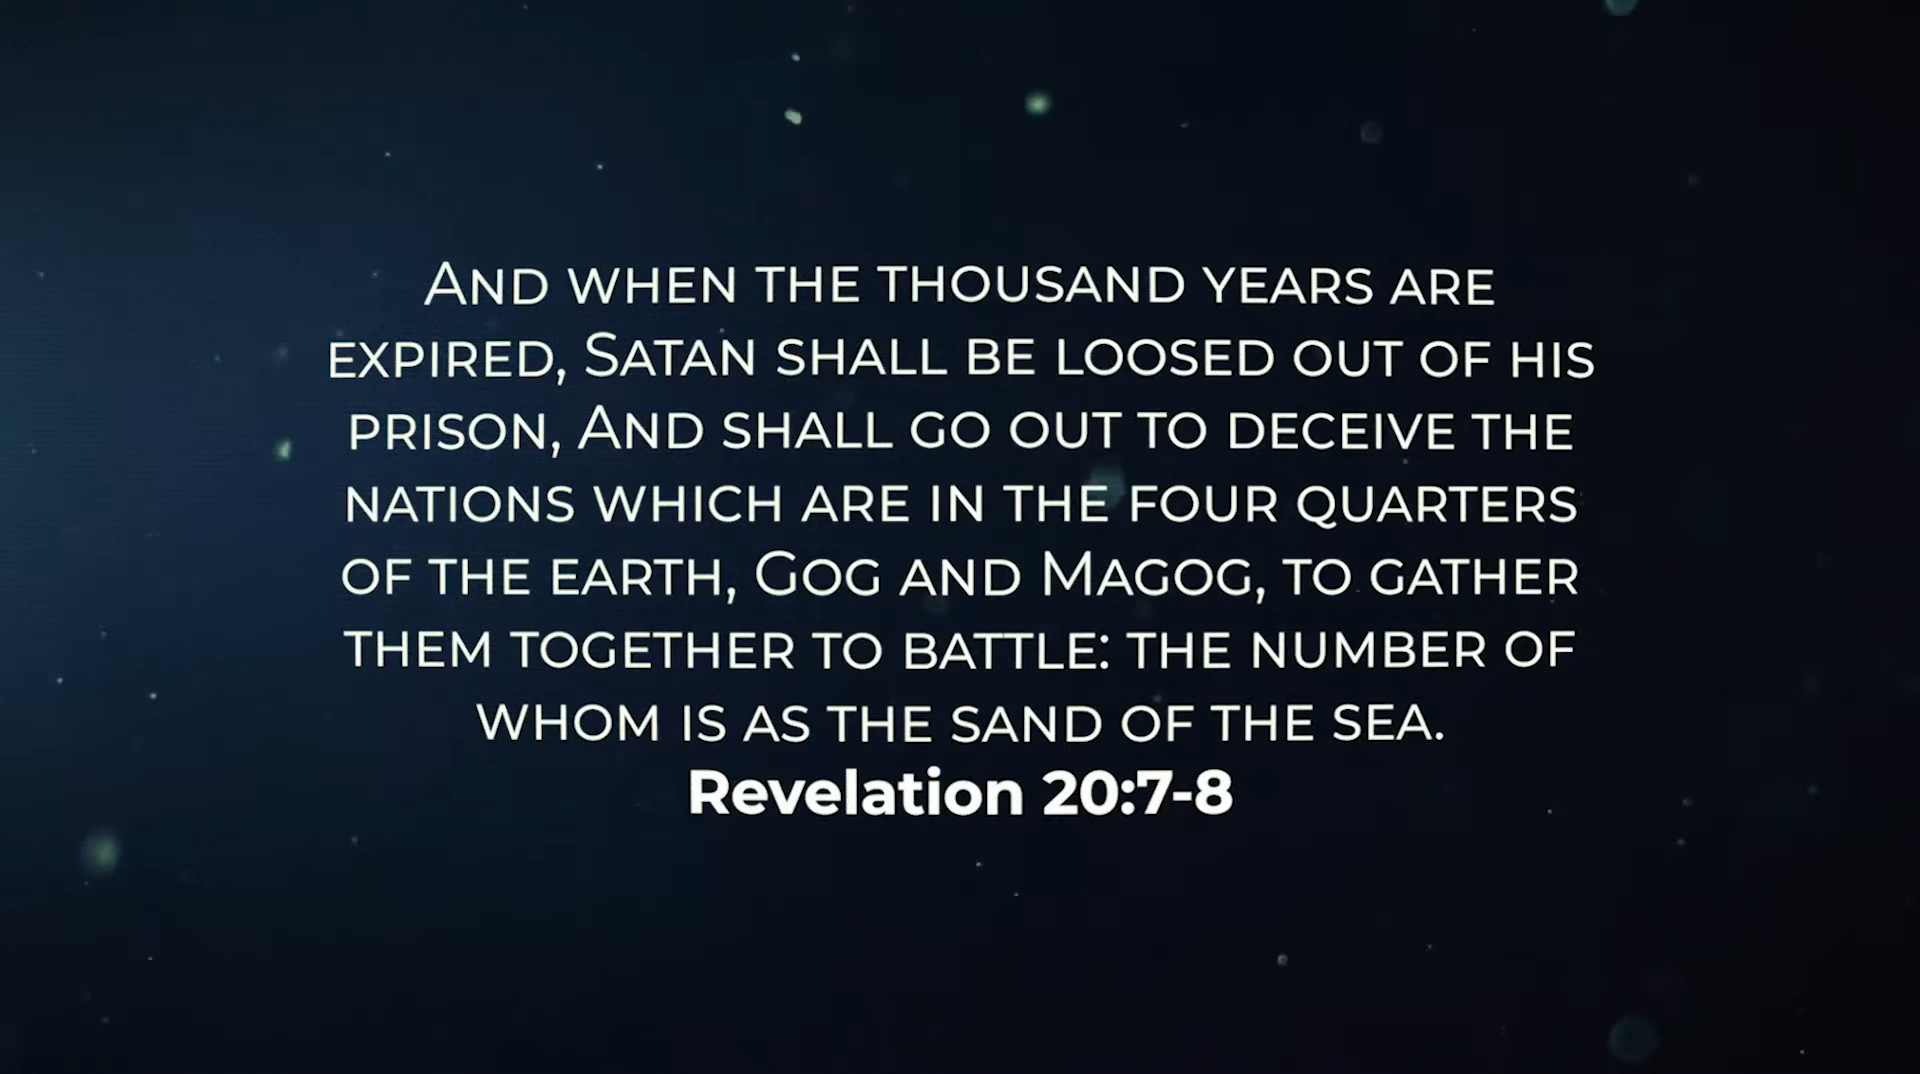 And when the thousand years are
expired, Satan shall be loosed out of his
prison, And shall go out to deceive the
nations which are in the four quarters
of the earth, Gog and Magog, to gather
them together to battle: the number of
whom is as the sand of the sea.
Revelation 20:7-8